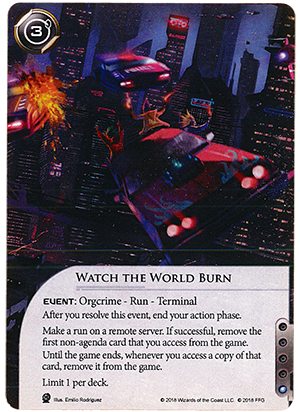 3
WATCH THE WORLD BURN
EVENT: Orgcrime - Run - Terminal
After you resolve this event, end your action phase.
Make a run on a remote server. If successful, remove the
first non-agenda card that you access from the game.
Until the game ends, whenever you access a copy of
that card, remove it from the game.
Limit 1 per deck.
Illus. Emilio Rodriguez
© 2018 Wizards of the Coast LLC. © 2018 FFG